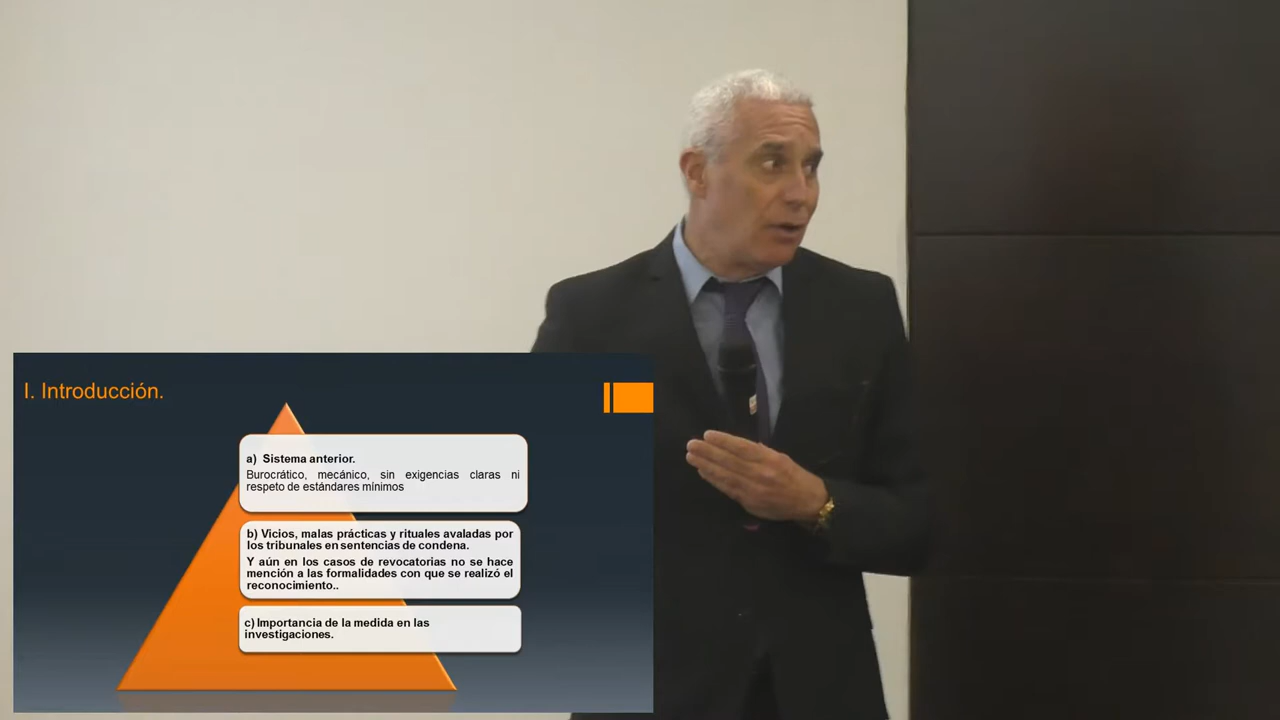 I. Introducción.
a) Sistema anterior.
Burocrático, mecánico, sin exigencias claras ni
respeto de estándares mínimos
b) Vicios, malas prácticas y rituales avaladas por
los tribunales en sentencias de condena.
Y aún en los casos de revocatorias no se hace
mención a las formalidades con que se realizó el
reconocimiento..
c) Importancia de la medida en las
investigaciones.